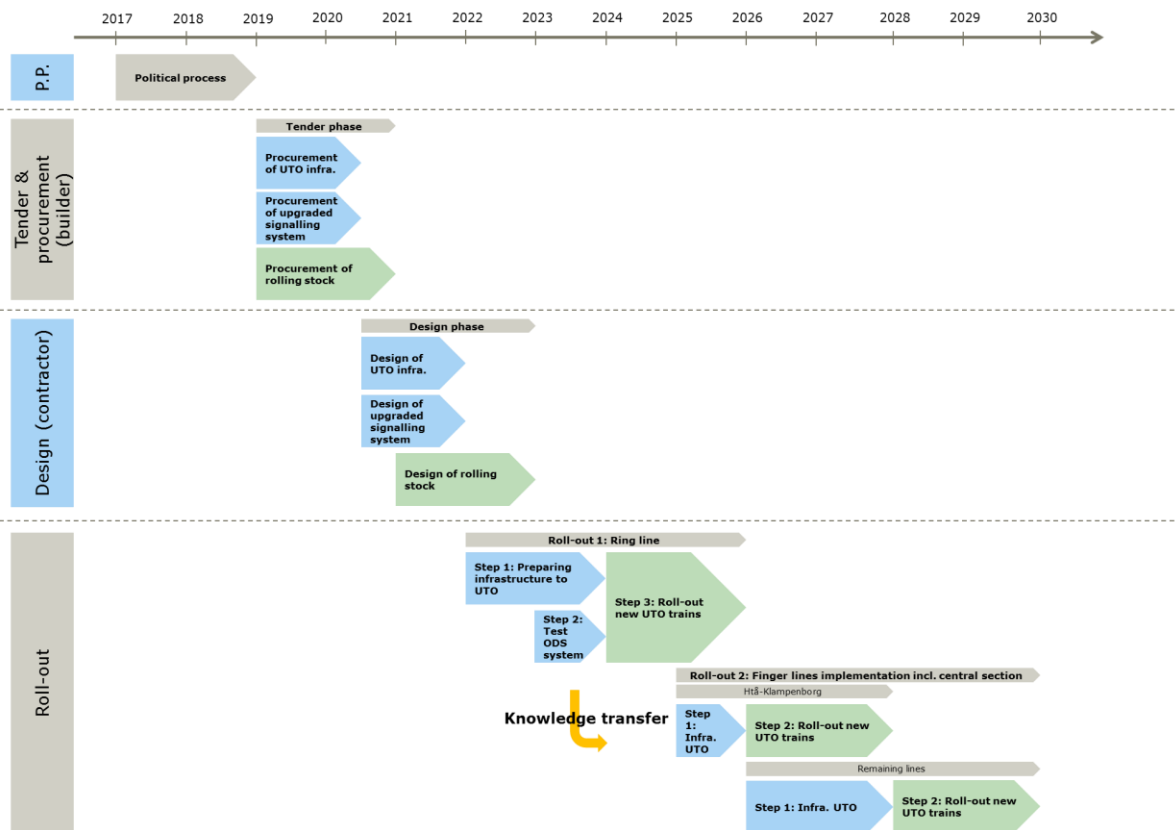 2017 2018 2019 2020 2021 2022 2023 2024 2025 2026 2027 2028 2029 2030
P.P.
Political process
Tender &
procurement
(builder)
Tender phase
Procurement
of UTO infra.
Procurement
of upgraded
signalling
system
Procurement of
rolling stock
Design (contractor)
Design phase
Design of
UTO infra.
Design of
upgraded
signalling
system
Design of rolling
stock
Roll-out
Roll-out 1: Ring line
Step 1: Preparing
infrastructure to
UTO
Step 2:
Test
ODS
system
Step 3: Roll-out
new UTO trains
Roll-out 2: Finger lines implementation incl. central section
Htå-Klampenborg
Knowledge transfer
Step
1:
Infra.
UTO
Step 2: Roll-out new
UTO trains
Remaining lines
Step 1: Infra. UTO
Step 2: Roll-out new
UTO trains